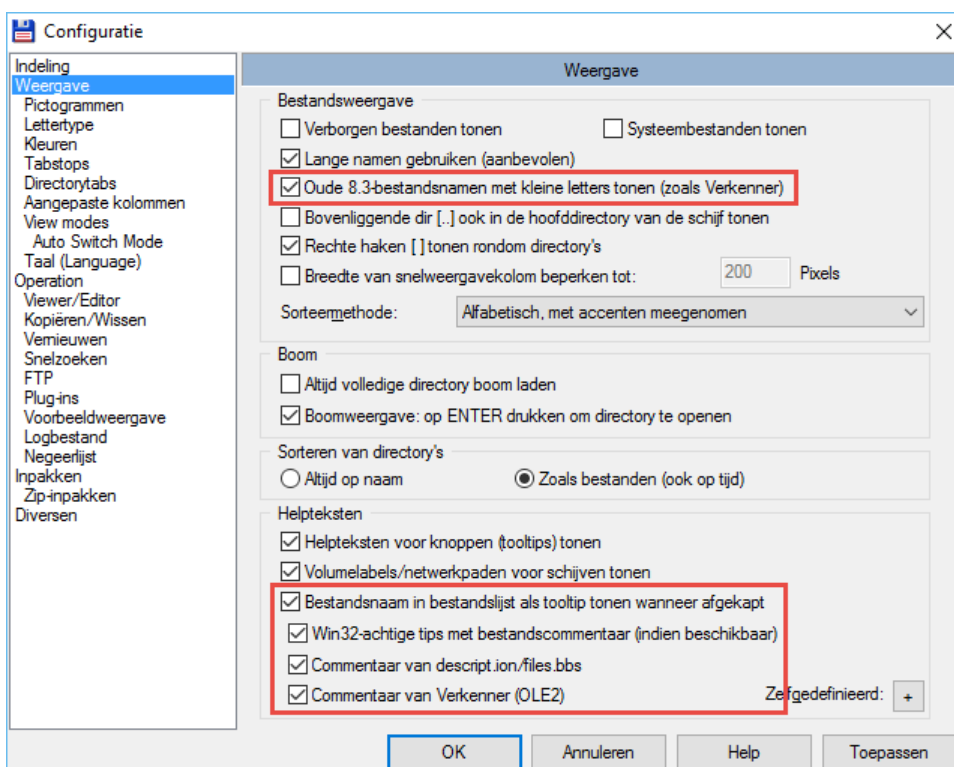 Configuratie
Indeling
Weergave
Pictogrammen
Lettertype
Kleuren
Tabstops
Directorytabs
Aangepaste kolommen
View modes
Auto Switch Mode
Taal (Language)
Operation
Viewer/Editor
Kopiëren/Wissen
Vernieuwen
Snelzoeken
FTP
Plug-ins
Voorbeeldweergave
Logbestand
Negeerlijst
Inpakken
Zip-inpakken
Diversen
Weergave
Bestandsweergave
Verborgen bestanden tonen Systeembestanden tonen
Lange namen gebruiken (aanbevolen)
Oude 8.3-bestandsnamen met kleine letters tonen (zoals Verkenner)
Bovenliggende dir [..] ook in de hoofddirectory van de schijf tonen
Rechte haken [ ] tonen rondom directory's
Breedte van snelweergavekolom beperken tot: 200 Pixels
Sorteermethode: Alfabetisch, met accenten meegenomen
Boom
Altijd volledige directory boom laden
Boomweergave: op ENTER drukken om directory te openen
Sorteren van directory's
Altijd op naam Zoals bestanden (ook op tijd)
Helpteksten
Helpteksten voor knoppen (tooltips) tonen
Volumelabels/netwerkpaden voor schijven tonen
Bestandsnaam in bestandslijst als tooltip tonen wanneer afgekapt
Win32-achtige tips met bestandscommentaar (indien beschikbaar)
Commentaar van descript.ion/files.bbs
Commentaar van Verkenner (OLE2) Zelfgedefinieerd: +
OK Annuleren Help Toepassen